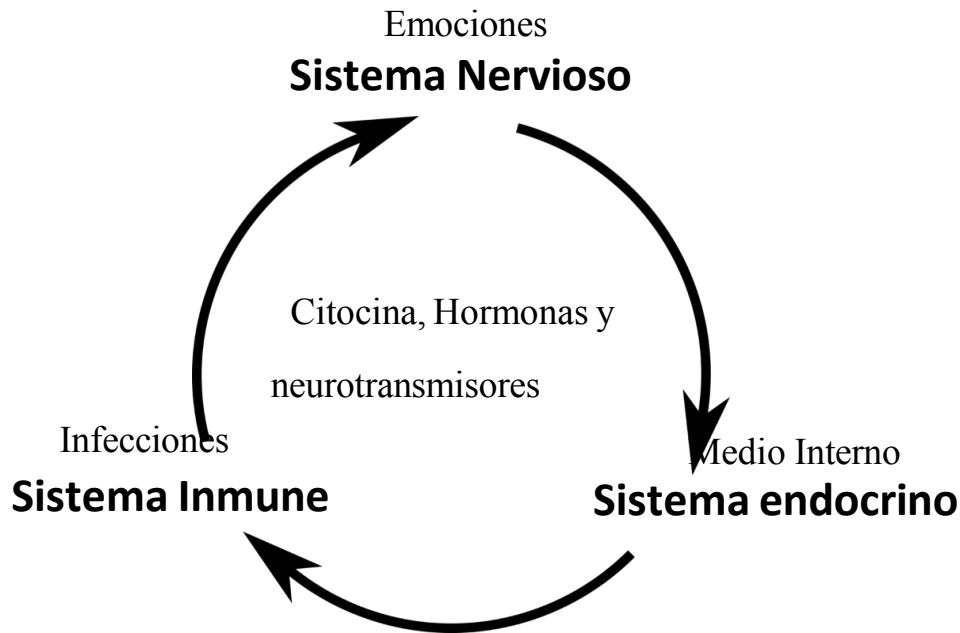 Emociones
Sistema Nervioso
Citocina, Hormonas y
neurotransmisores
Infecciones
Sistema Inmune
Medio Interno
Sistema endocrino